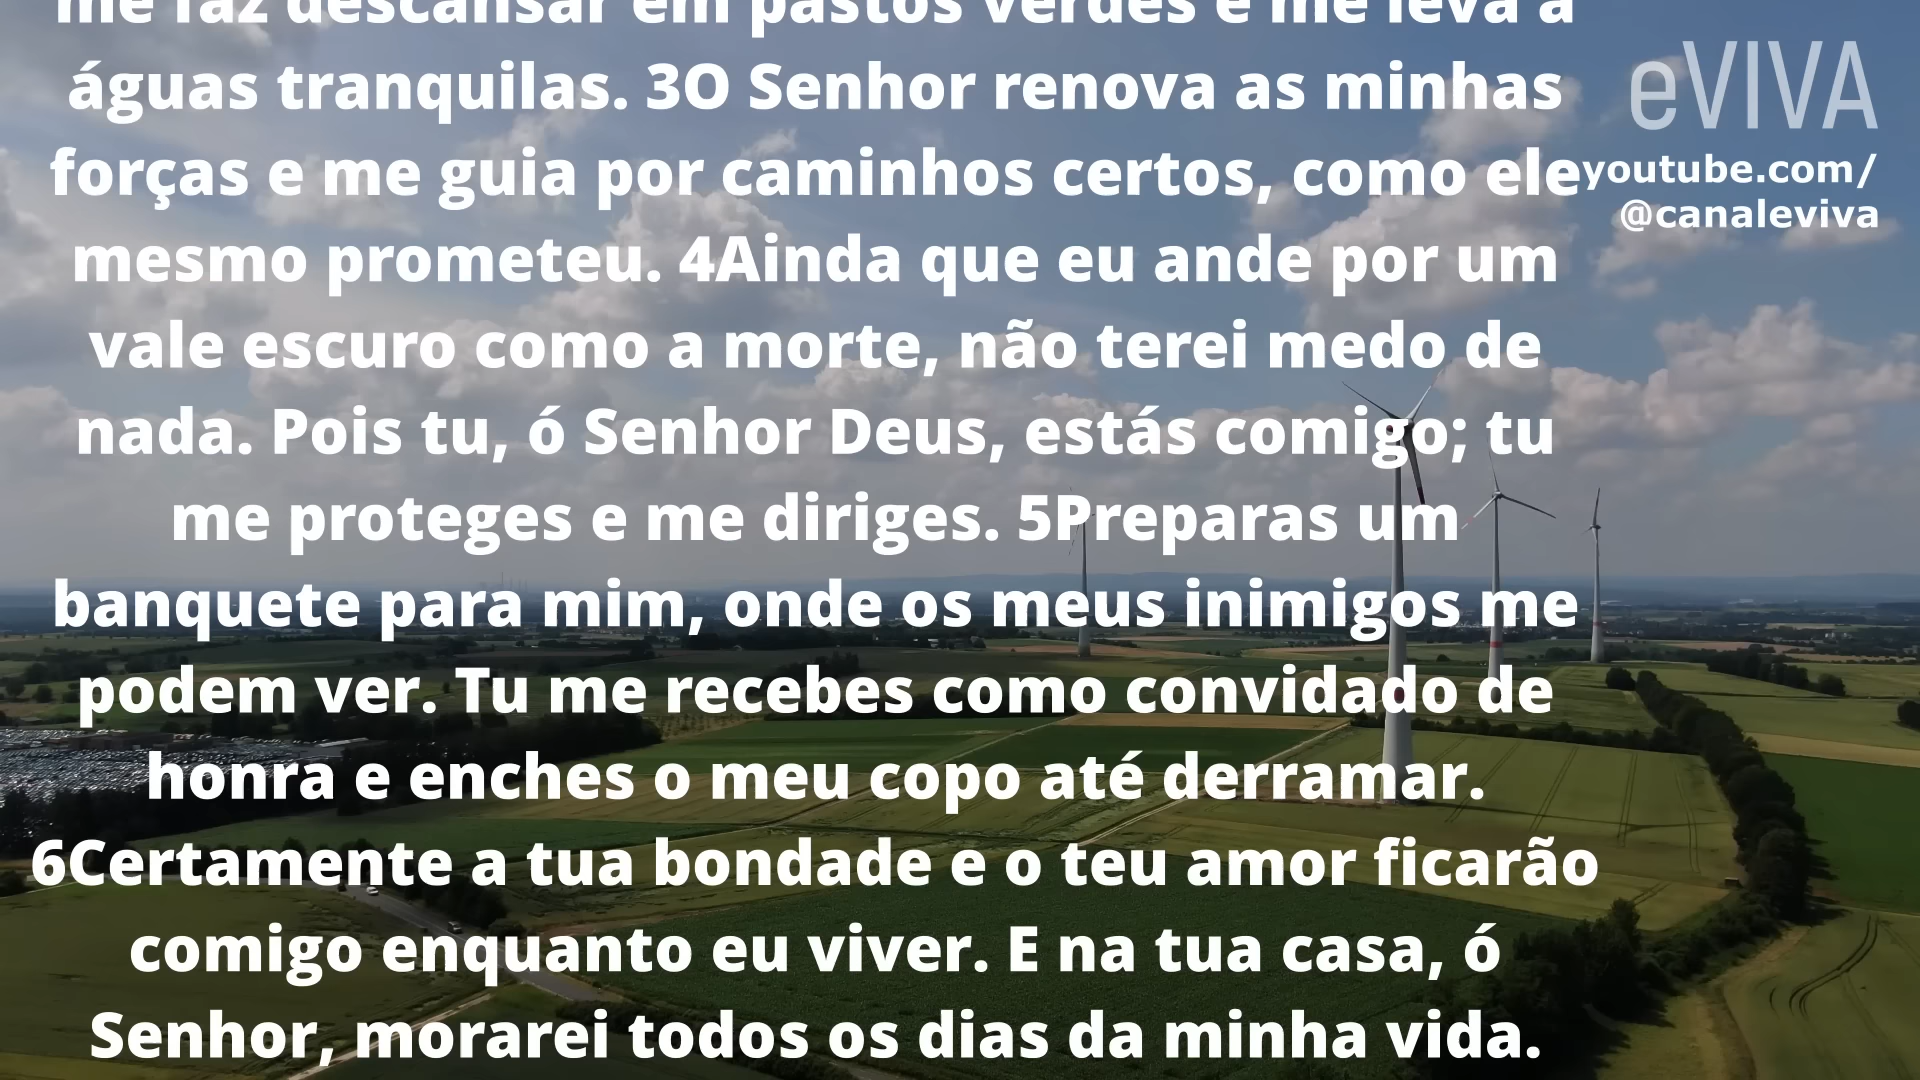 me faz descansar em pastos verdes e me leva a
águas tranquilas. 3O Senhor renova as minhas
forças e me guia por caminhos certos, como ele
mesmo prometeu. 4Ainda que eu ande por um
vale escuro como a morte, não terei medo de
nada. Pois tu, ó Senhor Deus, estás comigo; tu
me proteges e me diriges. 5Preparas um
banquete para mim, onde os meus inimigos me
podem ver. Tu me recebes como convidado de
honra e enches o meu copo até derramar.
6Certamente a tua bondade e o teu amor ficarão
comigo enquanto eu viver. E na tua casa, ó
Senhor, morarei todos os dias da minha vida.
eVIVA
youtube.com/
@canaleviva